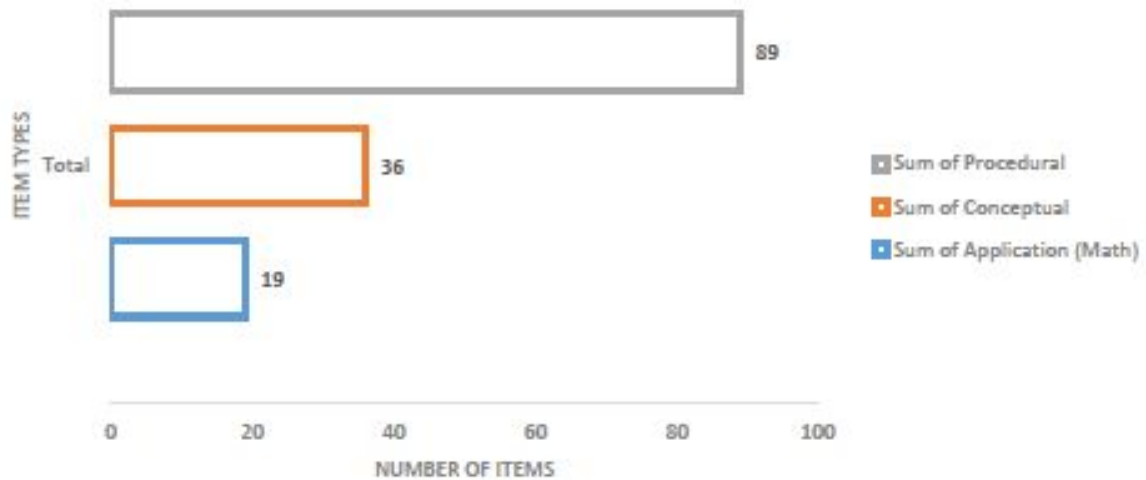 89
ITEM TYPES
Total
36
Sum of Procedural
Sum of Conceptual
Sum of Application (Math)
19
0 20 40 60 80 100
NUMBER OF ITEMS